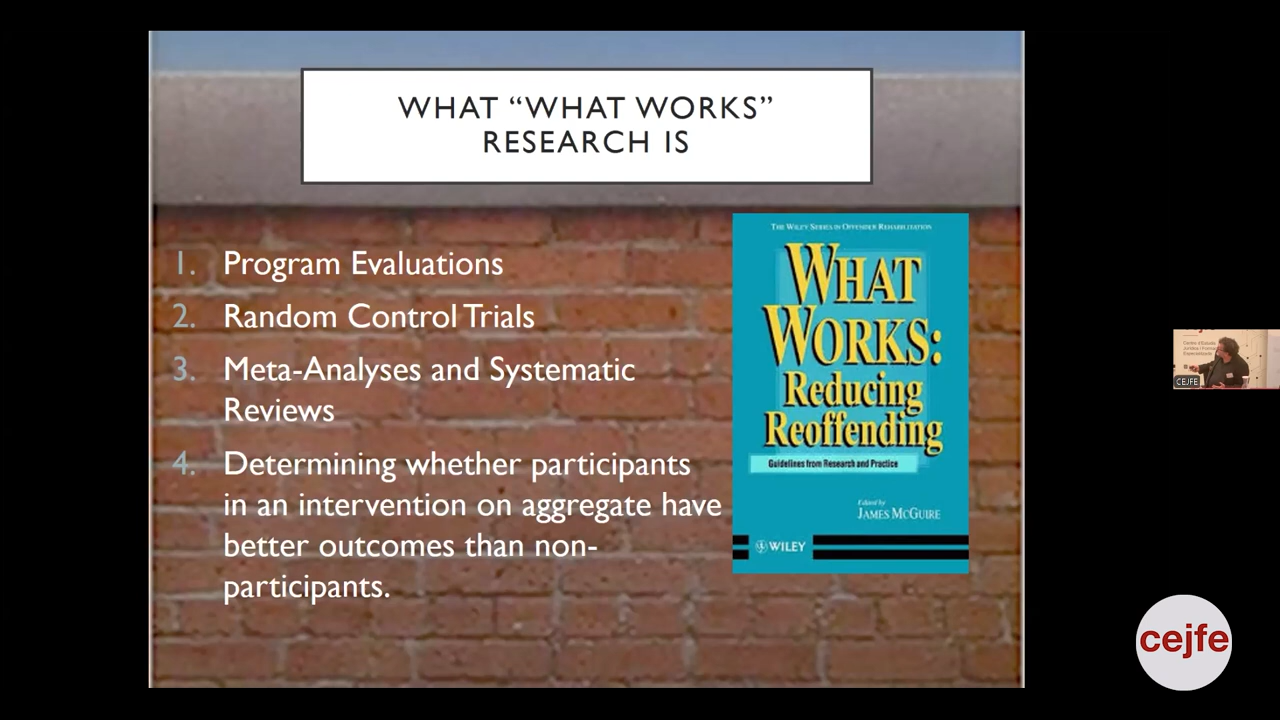 WHAT “WHAT WORKS”
RESEARCH IS
1. Program Evaluations
2. Random Control Trials
3. Meta-Analyses and Systematic
Reviews
4. Determining whether participants
in an intervention on aggregate have
better outcomes than non-
participants.
THE WILEY SERIES IN OFFENDER REHABILITATION
WHAT
WORKS:
Reducing
Reoffending
Guidelines from Research and Practice
Edited by
JAMES MCGUIRE
WILEY
CEJFE
cejfe